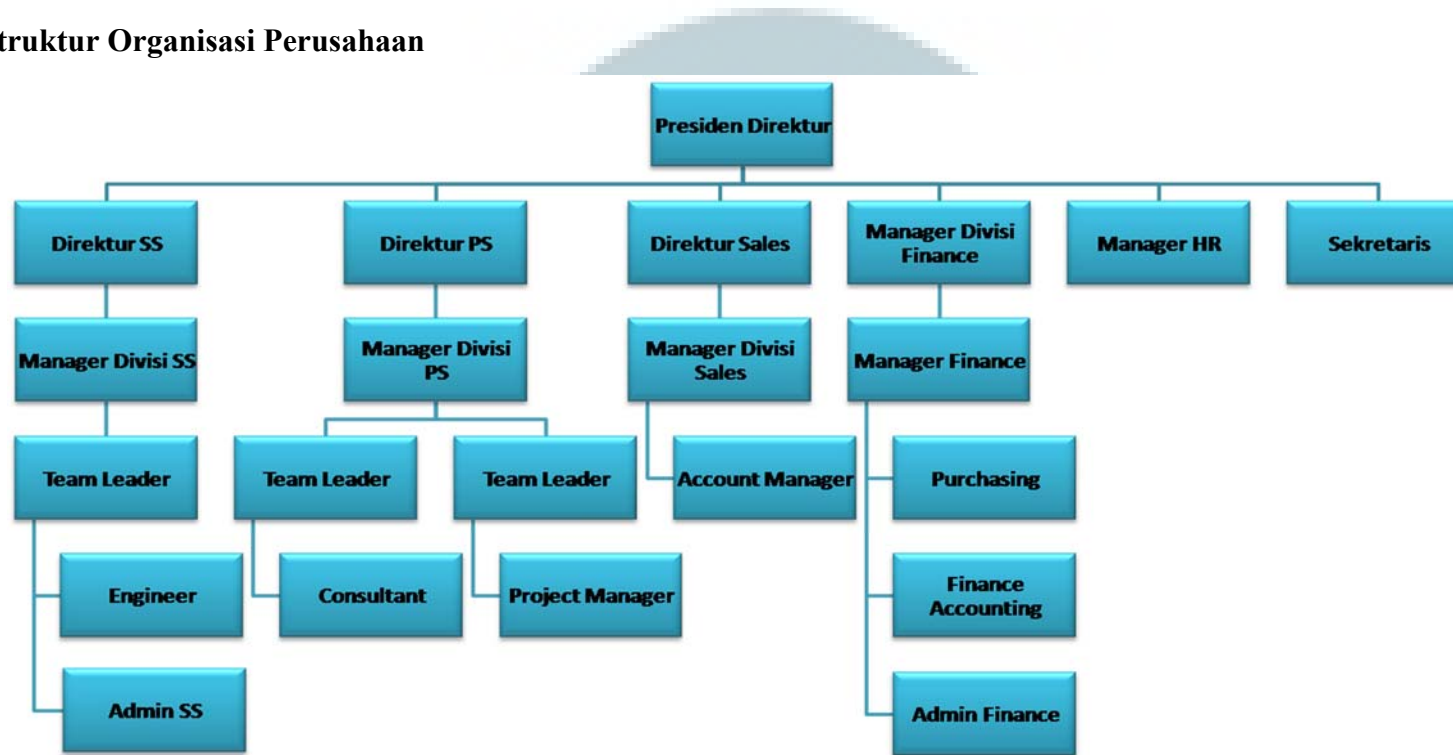 truktur Organisasi Perusahaan
Presiden Direktur
Direktur SS
Direktur PS
Direktur Sales
Manager Divisi
Finance
Manager HR
Sekretaris
Manager Divisi SS
Manager Divisi
PS
Manager Divisi
Sales
Manager Finance
Team Leader
Team Leader
Team Leader
Account Manager
Purchasing
Engineer
Consultant
Project Manager
Finance
Accounting
Admin SS
Admin Finance